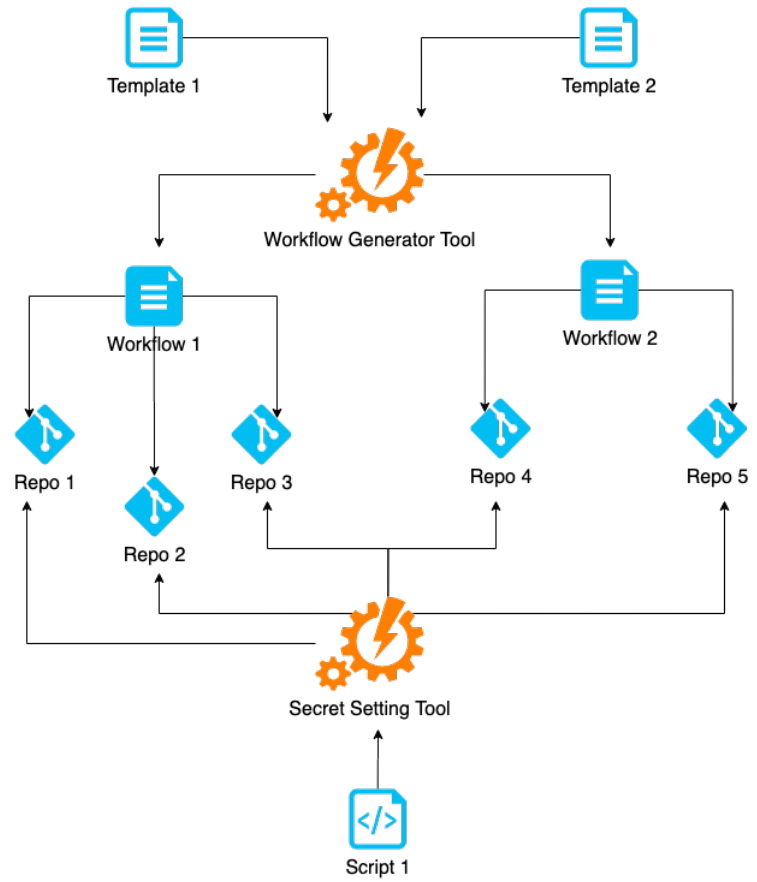 Template 1
Template 2
Workflow Generator Tool
Workflow 1
Workflow 2
Repo 1
Repo 2
Repo 3
Repo 4
Repo 5
Secret Setting Tool
</>
Script 1